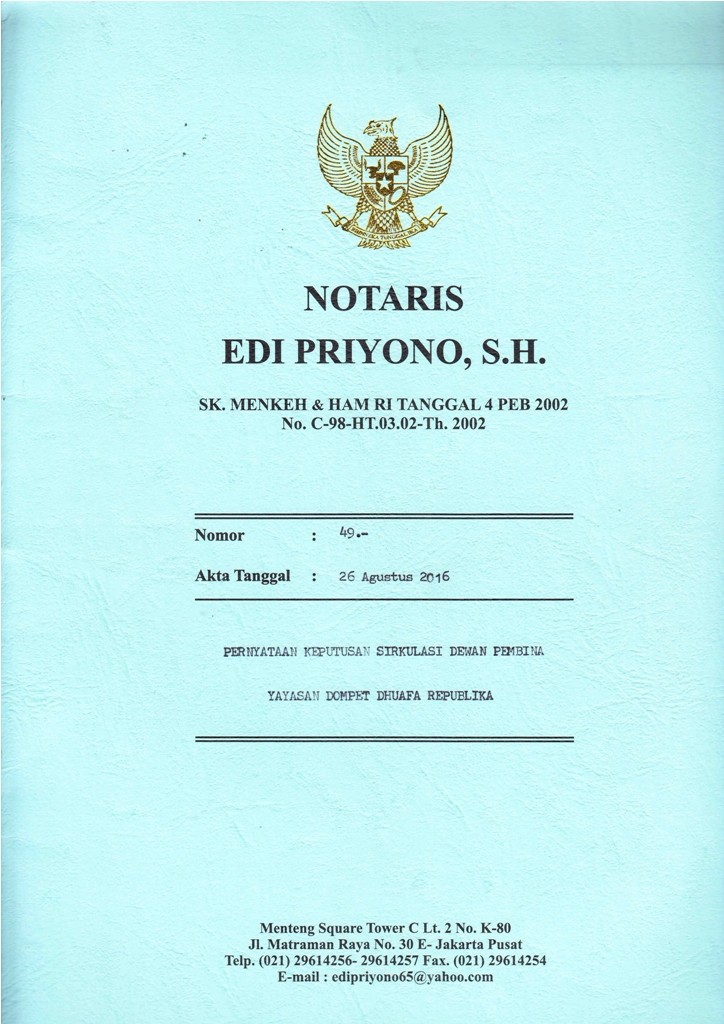 NOTARIS
EDI PRIYONO, S.H.
SK. MENKEH & HAM RI TANGGAL 4 PEB 2002
No. C-98-HT.03.02-Th. 2002
Nomor : 49.-
Akta Tanggal : 26 Agustus 2016
PERNYATAAN KEPUTUSAN SIRKULASI DEWAN PEMBINA
YAYASAN DOMPET DHUAFA REPUBLIKA
Menteng Square Tower C Lt. 2 No. K-80
Jl. Matraman Raya No. 30 E- Jakarta Pusat
Telp. (021) 29614256- 29614257 Fax. (021) 29614254
E-mail : edipriyono65@yahoo.com